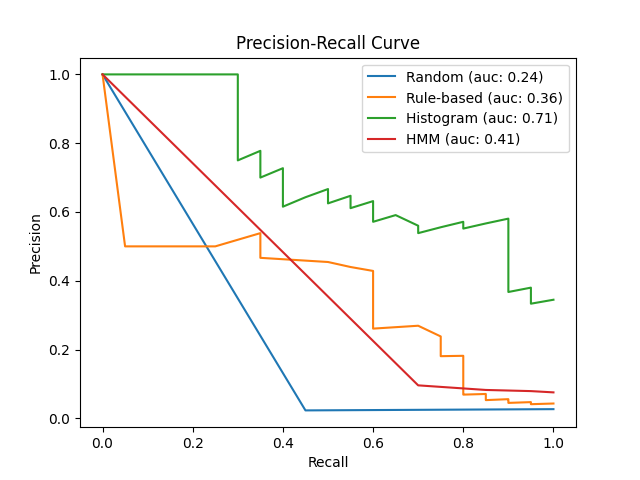 Precision-Recall Curve
Random (auc: 0.24)
Rule-based (auc: 0.36)
Histogram (auc: 0.71)
HMM (auc: 0.41)
Precision
1.0
0.8
0.6
0.4
0.2
0.0
0.0 0.2 0.4 0.6 0.8 1.0
Recall